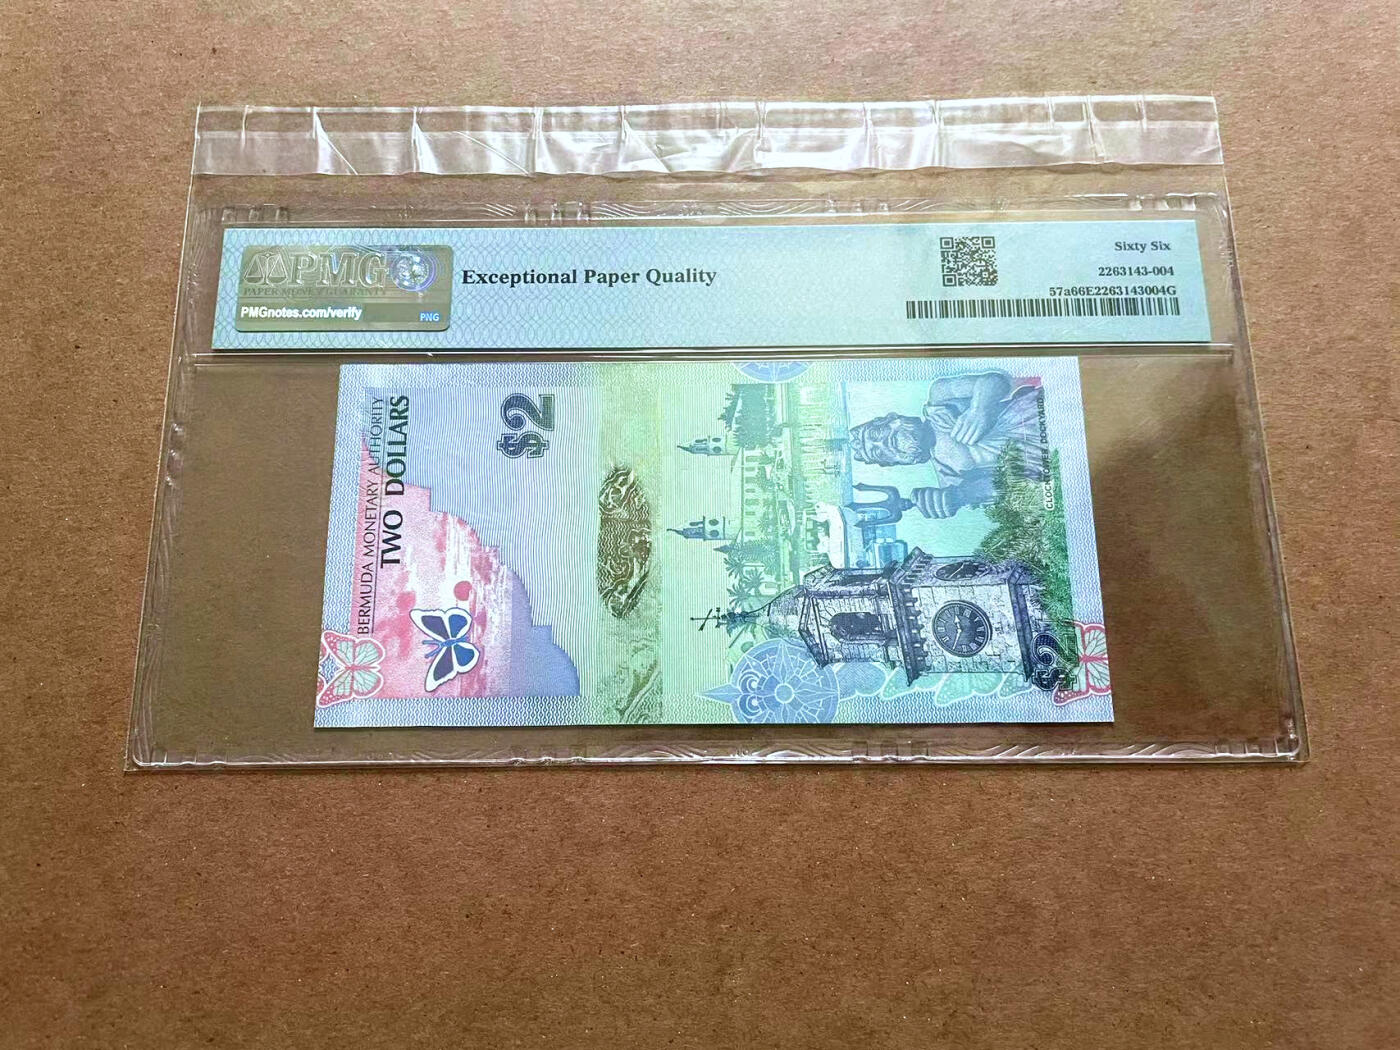 PMG
PAPER MONEY GUARANTY
PMGnotes.com/verify
PNG
Exceptional Paper Quality
Sixty Six
2263143-004
57a66E2263143004G
BERMUDA MONETARY AUTHORITY
TWO DOLLARS
$2
CLOCKTOWER, DOCKYARD
$2